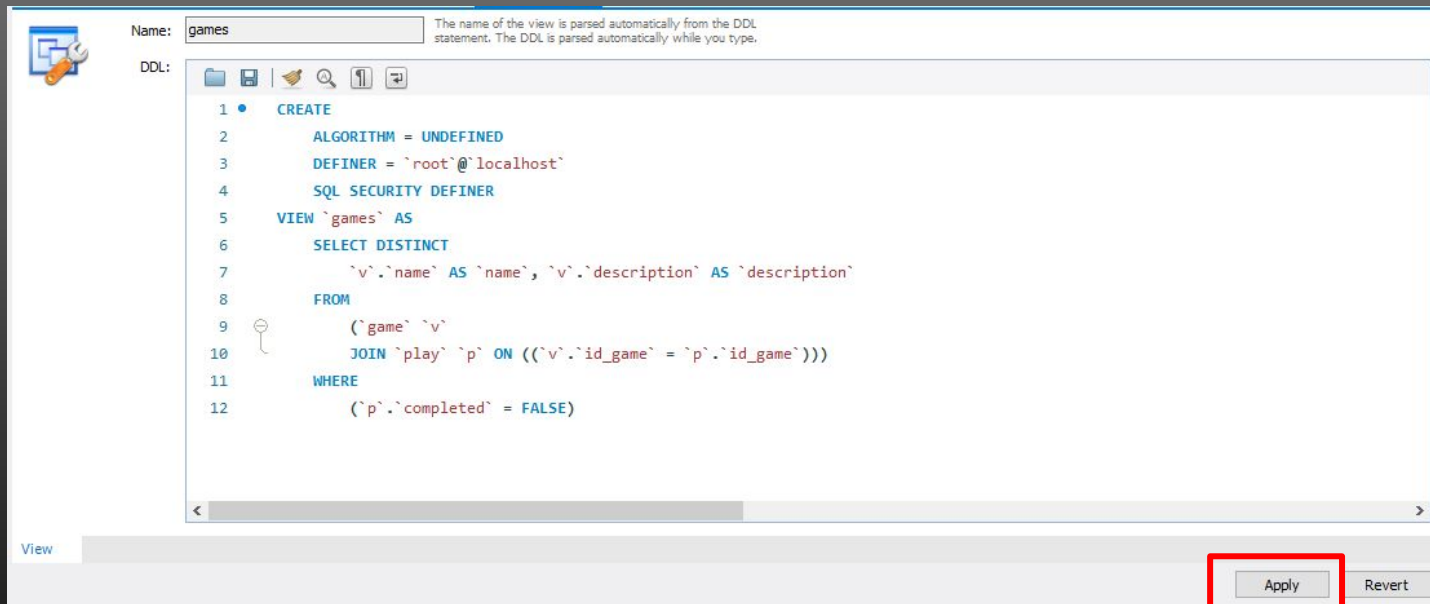 Name: games The name of the view is parsed automatically from the DDL
statement. The DDL is parsed automatically while you type.
DDL:
1 CREATE
2 ALGORITHM = UNDEFINED
3 DEFINER = `root`@`localhost`
4 SQL SECURITY DEFINER
5 VIEW `games` AS
6 SELECT DISTINCT
7 `v`.`name` AS `name`, `v`.`description` AS `description`
8 FROM
9 (`game` `v`
10 JOIN `play` `p` ON ((`v`.`id_game` = `p`.`id_game`)))
11 WHERE
12 (`p`.`completed` = FALSE)
View
Apply Revert